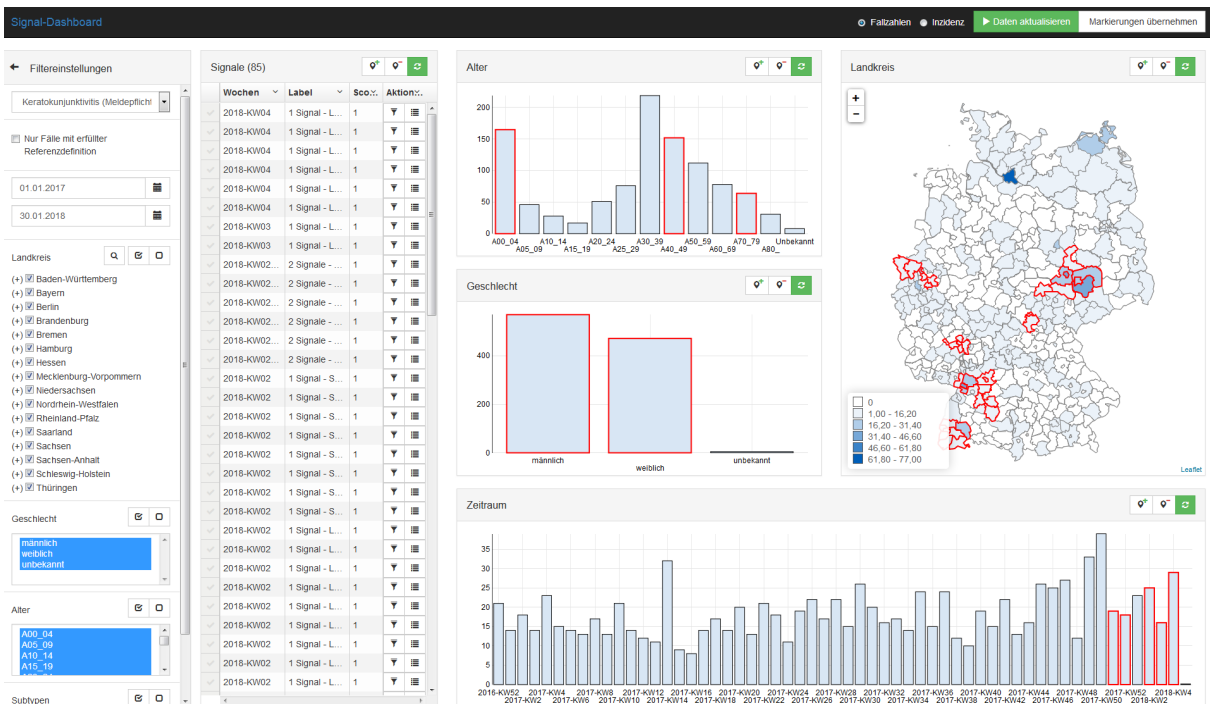 Signal-Dashboard
Fallzahlen
Inzidenz
Daten aktualisieren
Markierungen übernehmen
Filtereinstellungen
Keratokunjunktivitis (Meldepflicht
Nur Fälle mit erfüllter
Referenzdefinition
01.01.2017
30.01.2018
Landkreis
(+) Baden-Württemberg
(+) Bayern
(+) Berlin
(+) Brandenburg
(+) Bremen
(+) Hamburg
(+) Hessen
(+) Mecklenburg-Vorpommern
(+) Niedersachsen
(+) Nordrhein-Westfalen
(+) Rheinland-Pfalz
(+) Saarland
(+) Sachsen
(+) Sachsen-Anhalt
(+) Schleswig-Holstein
(+) Thüringen
Geschlecht
männlich
weiblich
unbekannt
Alter
A00_04
A05_09
A10_14
A15_19
Subtypen
Signale (85)
Wochen Label Sco... Aktion...
2018-KW04 1 Signal - L... 1
2018-KW04 1 Signal - L... 1
2018-KW04 1 Signal - L... 1
2018-KW04 1 Signal - L... 1
2018-KW04 1 Signal - L... 1
2018-KW04 1 Signal - L... 1
2018-KW03 1 Signal - L... 1
2018-KW03 1 Signal - L... 1
2018-KW02... 2 Signale - ... 1
2018-KW02... 2 Signale - ... 1
2018-KW02... 2 Signale - ... 1
2018-KW02... 2 Signale - ... 1
2018-KW02... 2 Signale - ... 1
2018-KW02... 2 Signale - ... 1
2018-KW02 1 Signal - S... 1
2018-KW02 1 Signal - S... 1
2018-KW02 1 Signal - S... 1
2018-KW02 1 Signal - S... 1
2018-KW02 1 Signal - S... 1
2018-KW02 1 Signal - S... 1
2018-KW02 1 Signal - S... 1
2018-KW02 1 Signal - S... 1
2018-KW02 1 Signal - L... 1
2018-KW02 1 Signal - L... 1
2018-KW02 1 Signal - L... 1
2018-KW02 1 Signal - L... 1
2018-KW02 1 Signal - L... 1
2018-KW02 1 Signal - L... 1
2018-KW02 1 Signal - L... 1
2018-KW02 1 Signal - L... 1
2018-KW02 1 Signal - L... 1
Alter
200
150
100
50
0
A00_04 A10_14 A20_24 A30_39 A50_59 A70_79 Unbekannt
A05_09 A15_19 A25_29 A40_49 A60_69 A80_
Geschlecht
400
200
0
männlich
weiblich
unbekannt
Landkreis
+
−
0
1,00 - 16,20
16,20 - 31,40
31,40 - 46,60
46,60 - 61,80
61,80 - 77,00
Leaflet
Zeitraum
35
30
25
20
15
10
5
0
2016-KW52 2017-KW4 2017-KW8 2017-KW12 2017-KW16 2017-KW20 2017-KW24 2017-KW28 2017-KW32 2017-KW36 2017-KW40 2017-KW44 2017-KW48 2017-KW52 2018-KW4
2017-KW2 2017-KW6 2017-KW10 2017-KW14 2017-KW18 2017-KW22 2017-KW26 2017-KW30 2017-KW34 2017-KW38 2017-KW42 2017-KW46 2017-KW50 2018-KW2